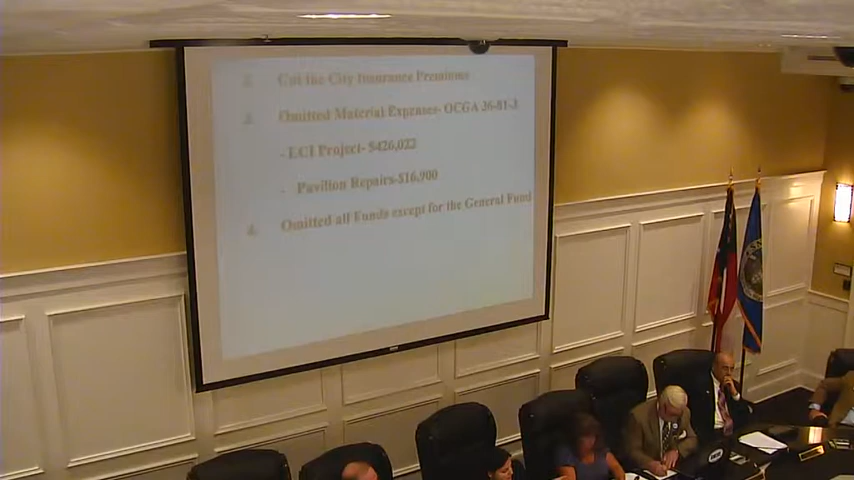 Cut the City Insurance Premiums
Omitted Material Expenses- OCGA 36-81-3
- ECI Project- $426,022
- Pavilion Repairs-$16,900
Omitted all Funds except for the General Fund